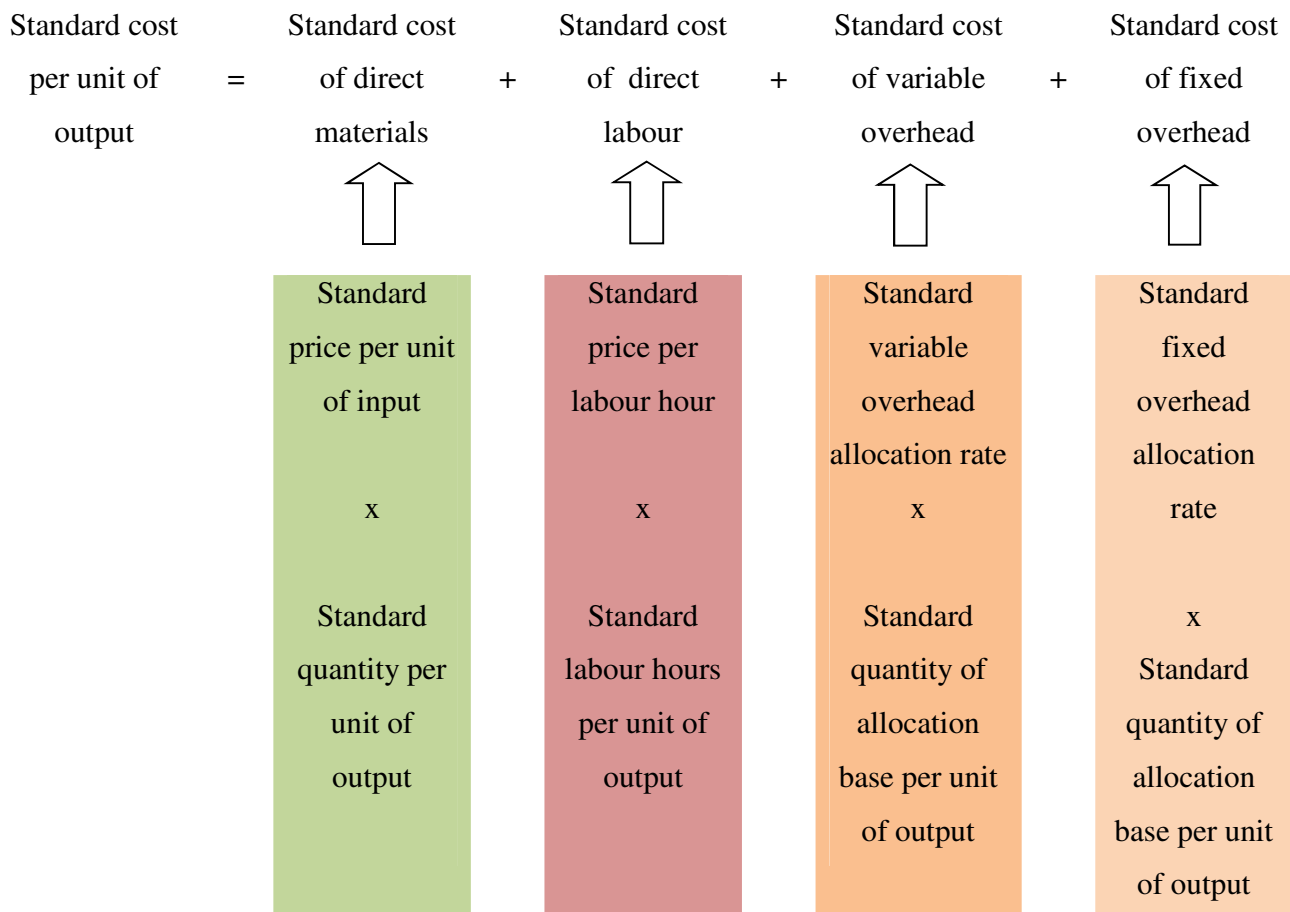 Standard cost
per unit of
output
=
Standard cost
of direct
materials
+
Standard cost
of direct
labour
+
Standard cost
of variable
overhead
+
Standard cost
of fixed
overhead
Standard
price per unit
of input
x
Standard
quantity per
unit of
output
Standard
price per
labour hour
x
Standard
labour hours
per unit of
output
Standard
variable
overhead
allocation rate
x
Standard
quantity of
allocation
base per unit
of output
Standard
fixed
overhead
allocation
rate
x
Standard
quantity of
allocation
base per unit
of output